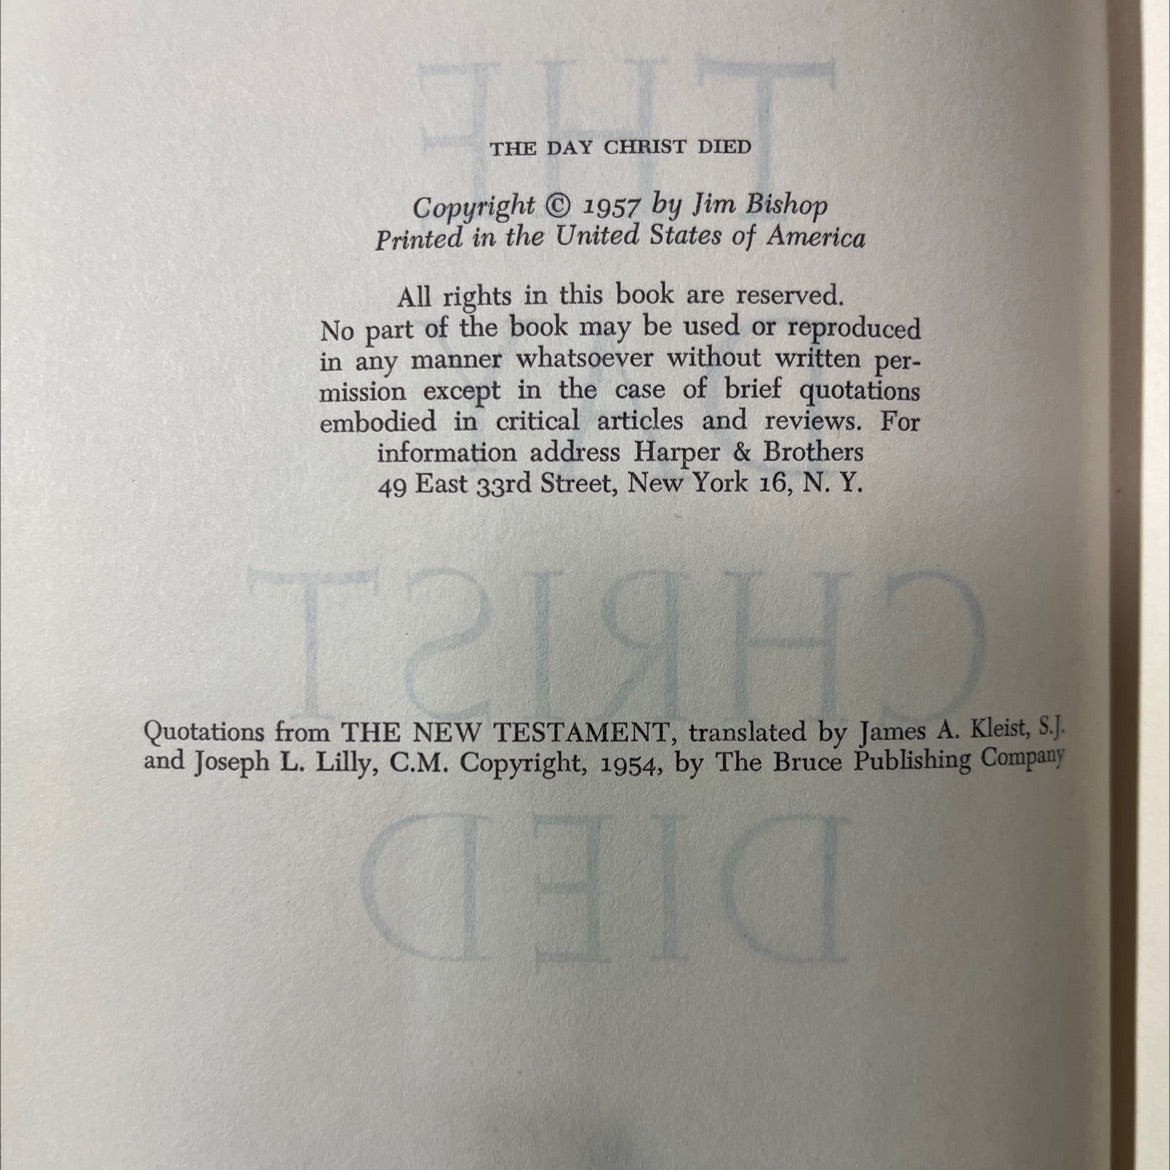 THE DAY CHRIST DIED
Copyright © 1957 by Jim Bishop
Printed in the United States of America
All rights in this book are reserved.
No part of the book may be used or reproduced
in any manner whatsoever without written per-
mission except in the case of brief quotations
embodied in critical articles and reviews. For
information address Harper & Brothers
49 East 33rd Street, New York 16, N. Y.
Quotations from THE NEW TESTAMENT, translated by James A. Kleist, S.J.
and Joseph L. Lilly, C.M. Copyright, 1954, by The Bruce Publishing Company